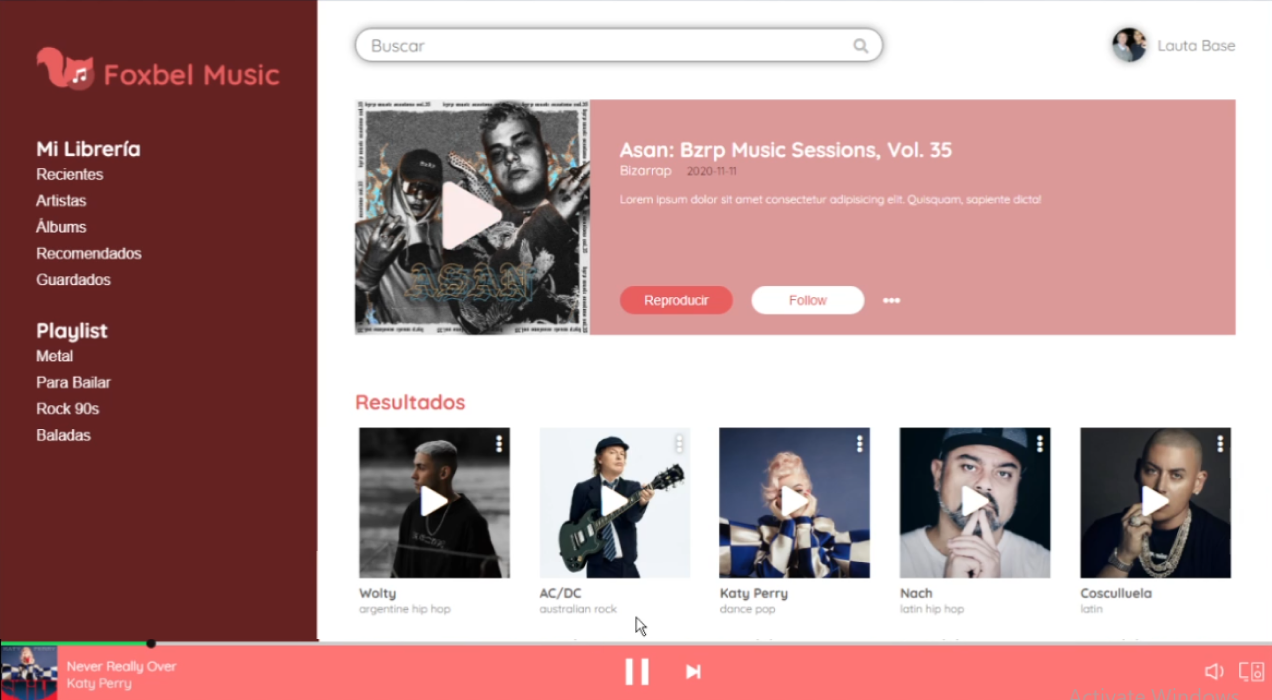 Foxbel Music
Buscar
Lauta Base
Mi Librería
Recientes
Artistas
Álbums
Recomendados
Guardados
Playlist
Metal
Para Bailar
Rock 90s
Baladas
ASAN
Asan: Bzrp Music Sessions, Vol. 35
Bizarrap 2020-11-11
Lorem ipsum dolor sit amet consectetur adipisicing elit. Quisquam, sapiente dicta!
Reproducir Follow
Resultados
Wolty
argentine hip hop
AC/DC
australian rock
Katy Perry
dance pop
Nach
latin hip hop
Cosculluela
latin
Never Really Over
Katy Perry
Activate Windows